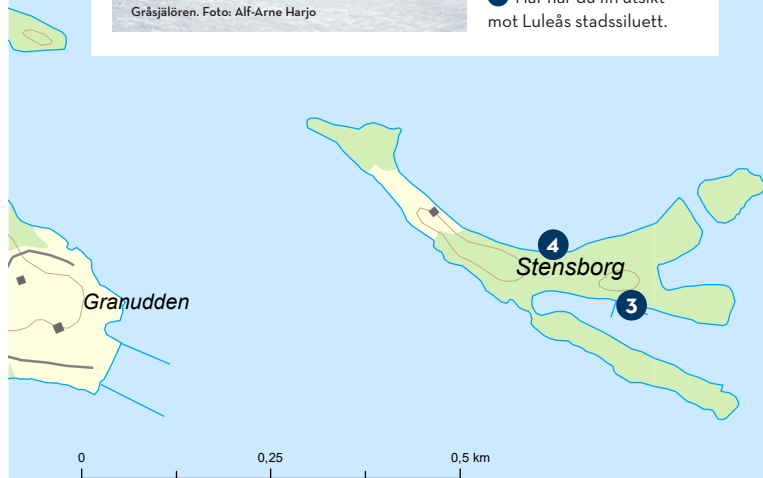 Gråsjälören. Foto: Alf-Arne Harjo
mot Luleås stadssiluett.
4
Stensborg
Granudden
3
0
0,25
0,5 km